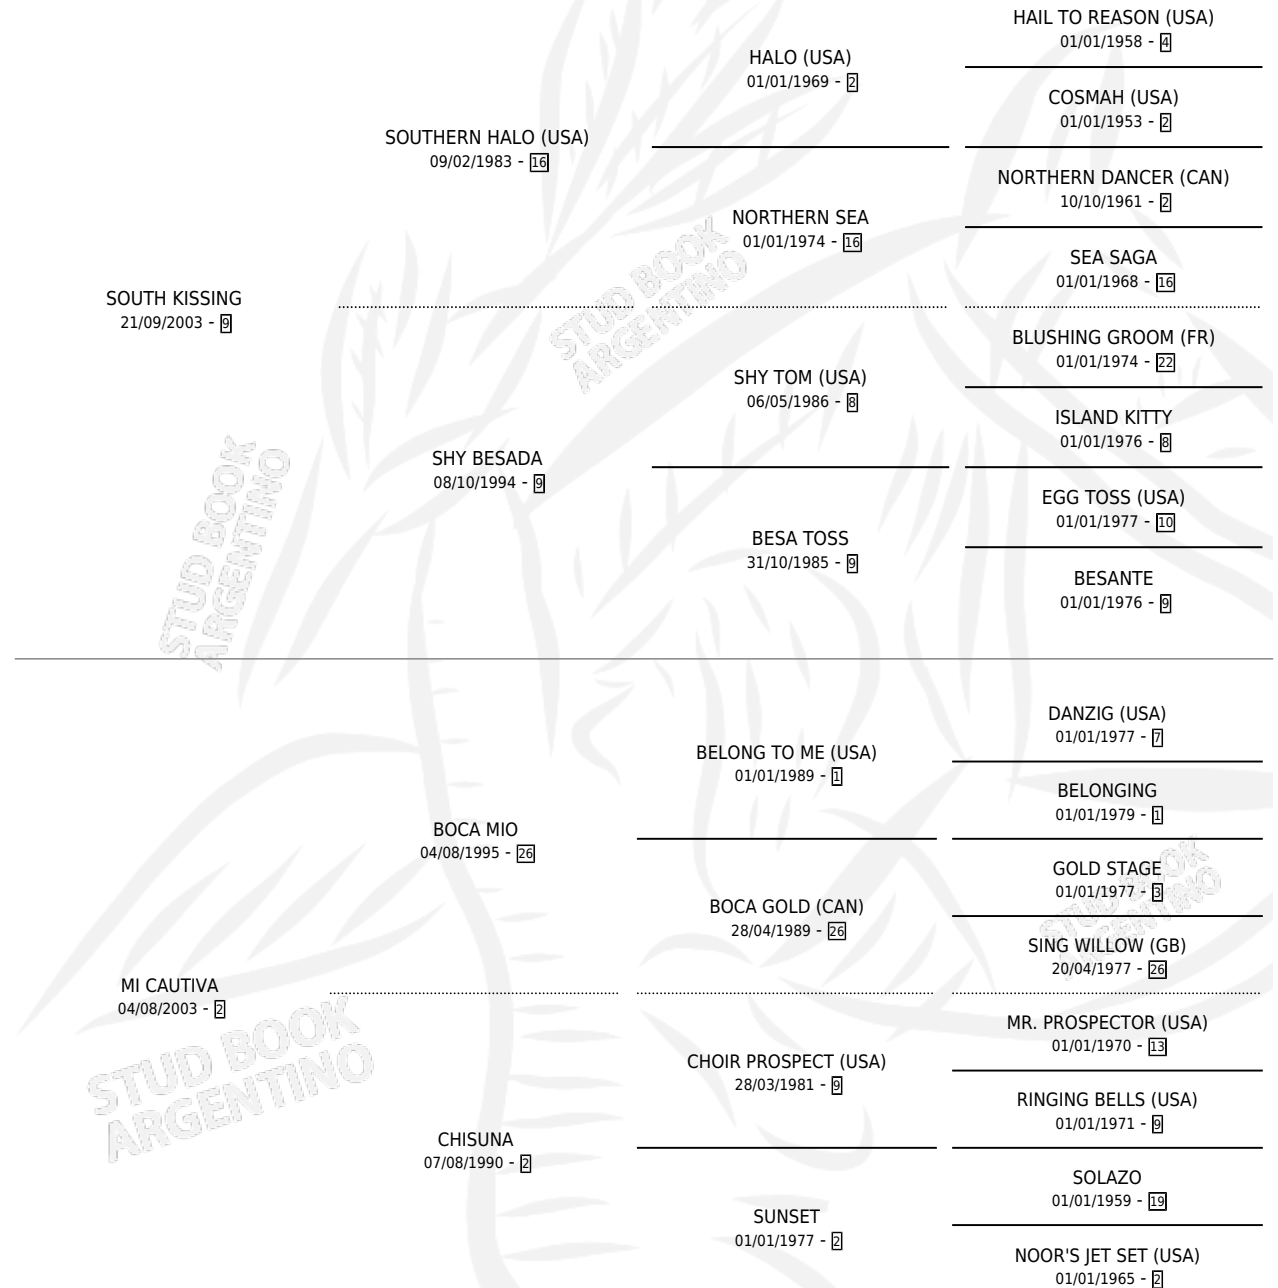 HAIL TO REASON (USA)
01/01/1958 - 4
HALO (USA)
01/01/1969 - 2
COSMAH (USA)
01/01/1953 - 2
SOUTHERN HALO (USA)
09/02/1983 - 16
NORTHERN DANCER (CAN)
10/10/1961 - 2
NORTHERN SEA
01/01/1974 - 16
SEA SAGA
01/01/1968 - 16
SOUTH KISSING
21/09/2003 - 9
BLUSHING GROOM (FR)
01/01/1974 - 22
SHY TOM (USA)
06/05/1986 - 8
ISLAND KITTY
01/01/1976 - 8
SHY BESADA
08/10/1994 - 9
EGG TOSS (USA)
01/01/1977 - 10
BESA TOSS
31/10/1985 - 9
BESANTE
01/01/1976 - 9
STUD BOOK
ARGENTINO
STUD BOOK
ARGENTINO
DANZIG (USA)
01/01/1977 - 7
BELONG TO ME (USA)
01/01/1989 - 1
BELONGING
01/01/1979 - 1
BOCA MIO
04/08/1995 - 26
GOLD STAGE
01/01/1977 - 3
BOCA GOLD (CAN)
28/04/1989 - 26
SING WILLOW (GB)
20/04/1977 - 26
STUD BOOK
ARGENTINO
MI CAUTIVA
04/08/2003 - 2
MR. PROSPECTOR (USA)
01/01/1970 - 13
CHOIR PROSPECT (USA)
28/03/1981 - 9
RINGING BELLS (USA)
01/01/1971 - 9
STUD BOOK
ARGENTINO
CHISUNA
07/08/1990 - 2
SOLAZO
01/01/1959 - 19
SUNSET
01/01/1977 - 2
NOOR'S JET SET (USA)
01/01/1965 - 2